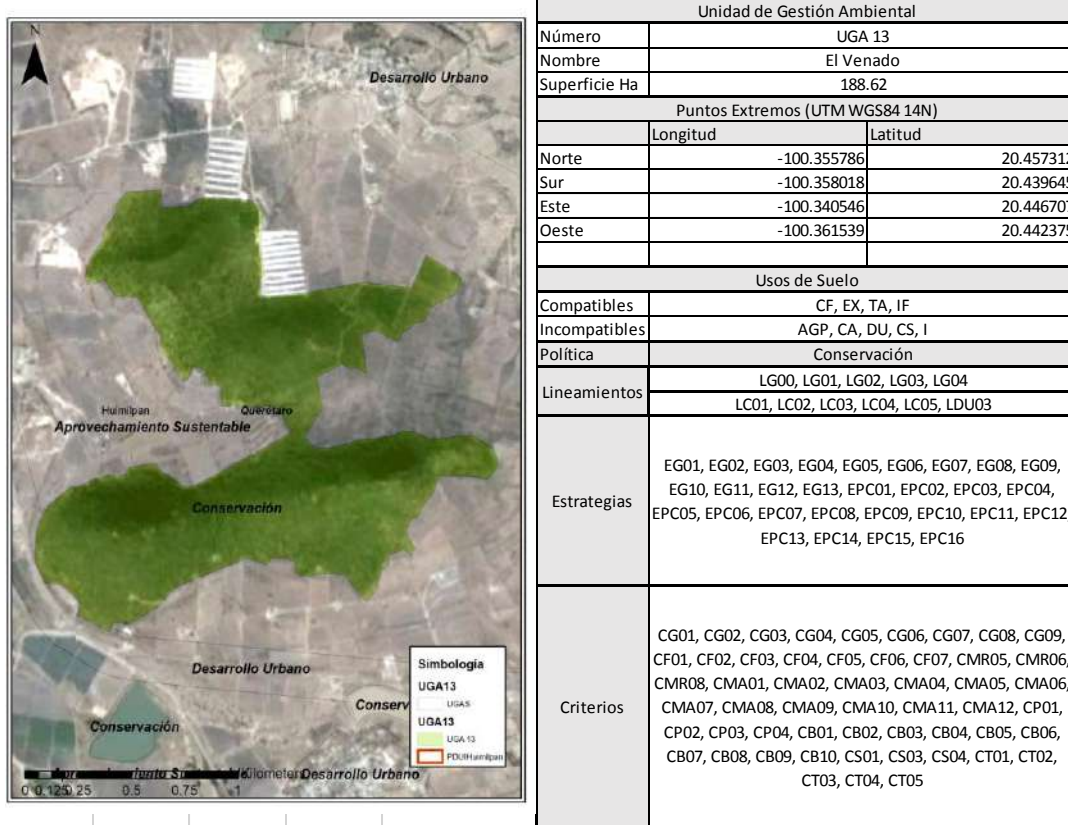 N
Desarrollo Urbano
Huimilpan
Querétaro
Aprovechamiento Sustentable
Conservación
Desarrollo Urbano
Conserv
Conservación
Desarrollo Urbano
0 0.125 0.25 0.5 0.75 1
Simbología
UGA13
UGAS
UGA13
UGA 13
PDUIHuimilpan
Unidad de Gestión Ambiental
Número UGA 13
Nombre El Venado
Superficie Ha 188.62
Puntos Extremos (UTM WGS84 14N)
Longitud Latitud
Norte -100.355786 20.457312
Sur -100.358018 20.439645
Este -100.340546 20.446707
Oeste -100.361539 20.442375
Usos de Suelo
Compatibles CF, EX, TA, IF
Incompatibles AGP, CA, DU, CS, I
Política Conservación
Lineamientos
LG00, LG01, LG02, LG03, LG04
LC01, LC02, LC03, LC04, LC05, LDU03
Estrategias
EG01, EG02, EG03, EG04, EG05, EG06, EG07, EG08, EG09,
EG10, EG11, EG12, EG13, EPC01, EPC02, EPC03, EPC04,
EPC05, EPC06, EPC07, EPC08, EPC09, EPC10, EPC11, EPC12,
EPC13, EPC14, EPC15, EPC16
Criterios
CG01, CG02, CG03, CG04, CG05, CG06, CG07, CG08, CG09,
CF01, CF02, CF03, CF04, CF05, CF06, CF07, CMR05, CMR06,
CMR08, CMA01, CMA02, CMA03, CMA04, CMA05, CMA06,
CMA07, CMA08, CMA09, CMA10, CMA11, CMA12, CP01,
CP02, CP03, CP04, CB01, CB02, CB03, CB04, CB05, CB06,
CB07, CB08, CB09, CB10, CS01, CS03, CS04, CT01, CT02,
CT03, CT04, CT05